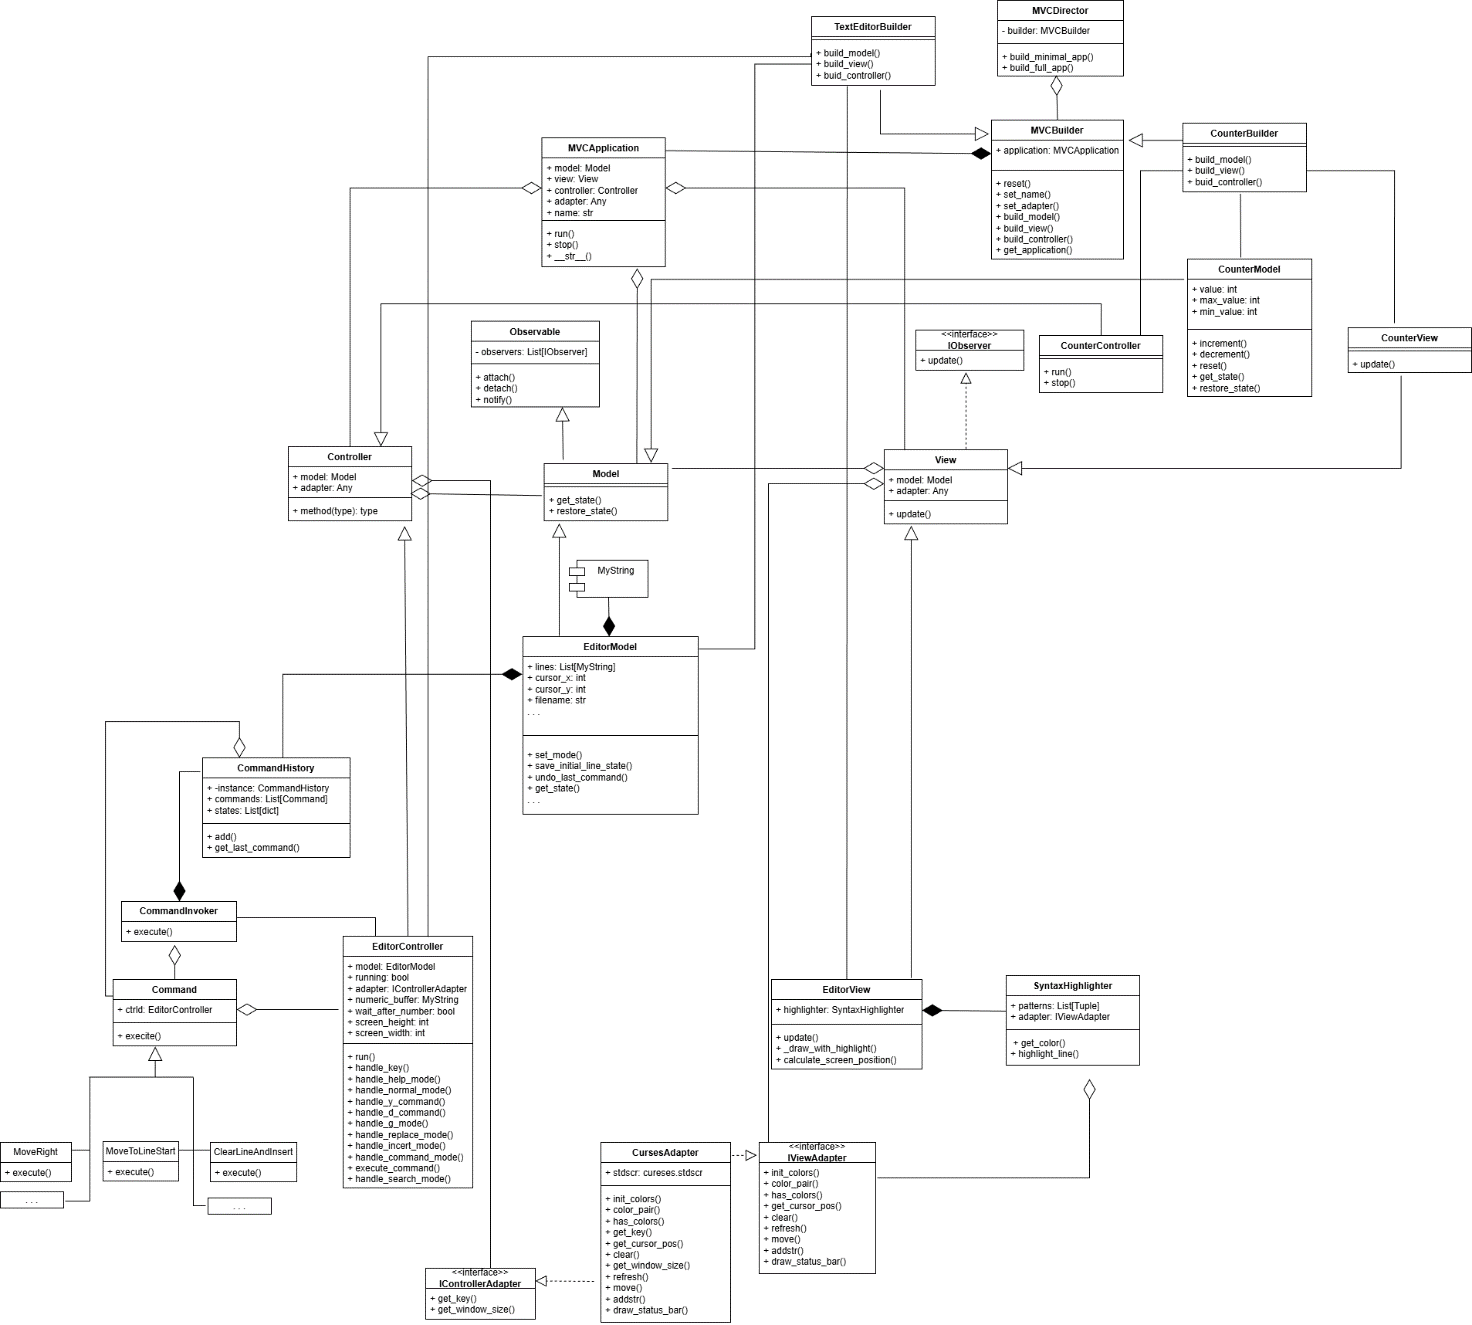 MVCDirector
- builder: MVCBuilder
+ build_minimal_app()
+ build_full_app()
TextEditorBuilder
+ build_model()
+ build_view()
+ buid_controller()
MVCBuilder
+ application: MVCApplication
+ reset()
+ set_name()
+ set_adapter()
+ build_model()
+ build_view()
+ build_controller()
+ get_application()
CounterBuilder
+ build_model()
+ build_view()
+ buid_controller()
MVCApplication
+ model: Model
+ view: View
+ controller: Controller
+ adapter: Any
+ name: str
+ run()
+ stop()
+ __str__()
CounterModel
+ value: int
+ max_value: int
+ min_value: int
+ increment()
+ decrement()
+ reset()
+ get_state()
+ restore_state()
Observable
- observers: List[IObserver]
+ attach()
+ detach()
+ notify()
<<interface>>
IObserver
+ update()
CounterController
+ run()
+ stop()
CounterView
+ update()
Controller
+ model: Model
+ adapter: Any
+ method(type): type
Model
+ get_state()
+ restore_state()
View
+ model: Model
+ adapter: Any
+ update()
MyString
EditorModel
+ lines: List[MyString]
+ cursor_x: int
+ cursor_y: int
+ filename: str
. . .
+ set_mode()
+ save_initial_line_state()
+ undo_last_command()
+ get_state()
. . .
CommandHistory
+ -instance: CommandHistory
+ commands: List[Command]
+ states: List[dict]
+ add()
+ get_last_command()
CommandInvoker
+ execute()
Command
+ ctrld: EditorController
+ execite()
EditorController
+ model: EditorModel
+ running: bool
+ adapter: IControllerAdapter
+ numeric_buffer: MyString
+ wait_after_number: bool
+ screen_height: int
+ screen_width: int
+ run()
+ handle_key()
+ handle_help_mode()
+ handle_normal_mode()
+ handle_y_command()
+ handle_d_command()
+ handle_g_mode()
+ handle_replace_mode()
+ handle_incert_mode()
+ handle_command_mode()
+ execute_command()
+ handle_search_mode()
EditorView
+ highlighter: SyntaxHighlighter
+ update()
+ _draw_with_highlight()
+ calculate_screen_position()
SyntaxHighlighter
+ patterns: List[Tuple]
+ adapter: IViewAdapter
+ get_color()
+ highlight_line()
MoveRight
+ execute()
. . .
MoveToLineStart
+ execute()
ClearLineAndInsert
+ execute()
. . .
CursesAdapter
+ stdscr: cureses.stdscr
+ init_colors()
+ color_pair()
+ has_colors()
+ get_key()
+ get_cursor_pos()
+ clear()
+ get_window_size()
+ refresh()
+ move()
+ addstr()
+ draw_status_bar()
<<interface>>
IViewAdapter
+ init_colors()
+ color_pair()
+ has_colors()
+ get_cursor_pos()
+ clear()
+ refresh()
+ move()
+ addstr()
+ draw_status_bar()
<<interface>>
IControllerAdapter
+ get_key()
+ get_window_size()